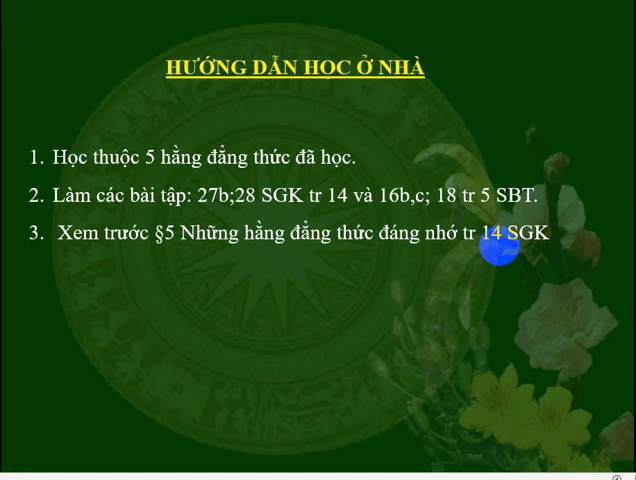 HƯỚNG DẪN HỌC Ở NHÀ
1. Học thuộc 5 hằng đẳng thức đã học.
2. Làm các bài tập: 27b;28 SGK tr 14 và 16b,c; 18 tr 5 SBT.
3. Xem trước §5 Những hằng đẳng thức đáng nhớ tr 14 SGK